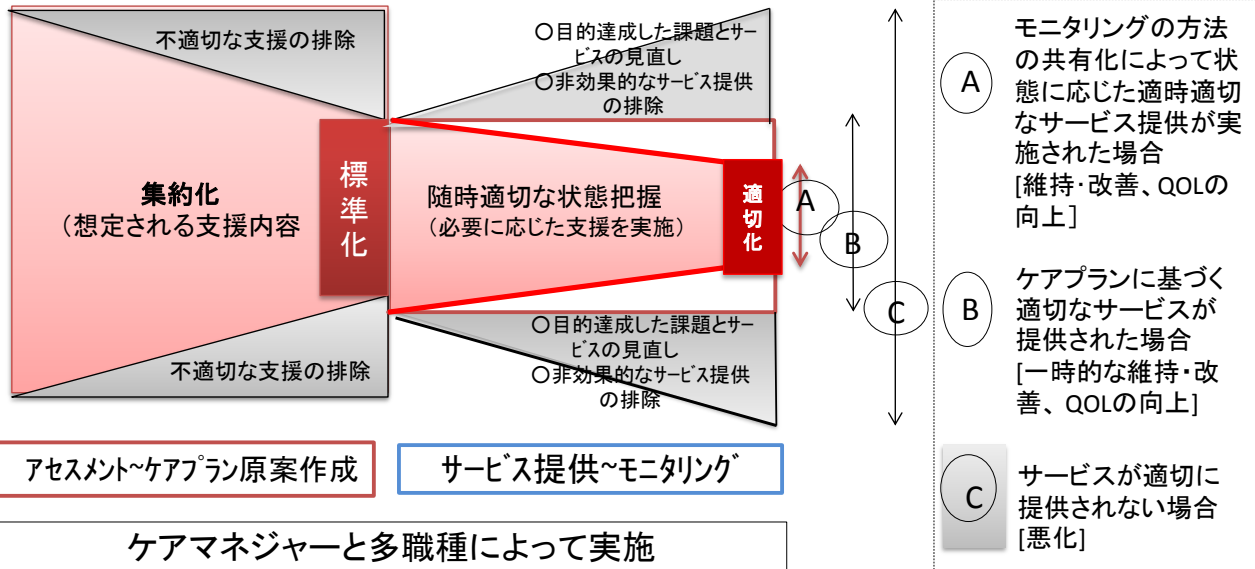 不適切な支援の排除
集約化
（想定される支援内容
不適切な支援の排除
標準化
〇目的達成した課題とサー
ビスの見直し
〇非効果的なサービス提供
の排除
随時適切な状態把握
（必要に応じた支援を実施）
適切化
〇目的達成した課題とサー
ビスの見直し
〇非効果的なサービス提供
の排除
A
B
C
アセスメント~ケアプラン原案作成
サービス提供~モニタリング
ケアマネジャーと多職種によって実施
A
モニタリングの方法
の共有化によって状
態に応じた適時適切
なサービス提供が実
施された場合
[維持・改善、QOLの
向上]
B
ケアプランに基づく
適切なサービスが
提供された場合
[一時的な維持・改
善、QOLの向上]
C
サービスが適切に
提供されない場合
[悪化]